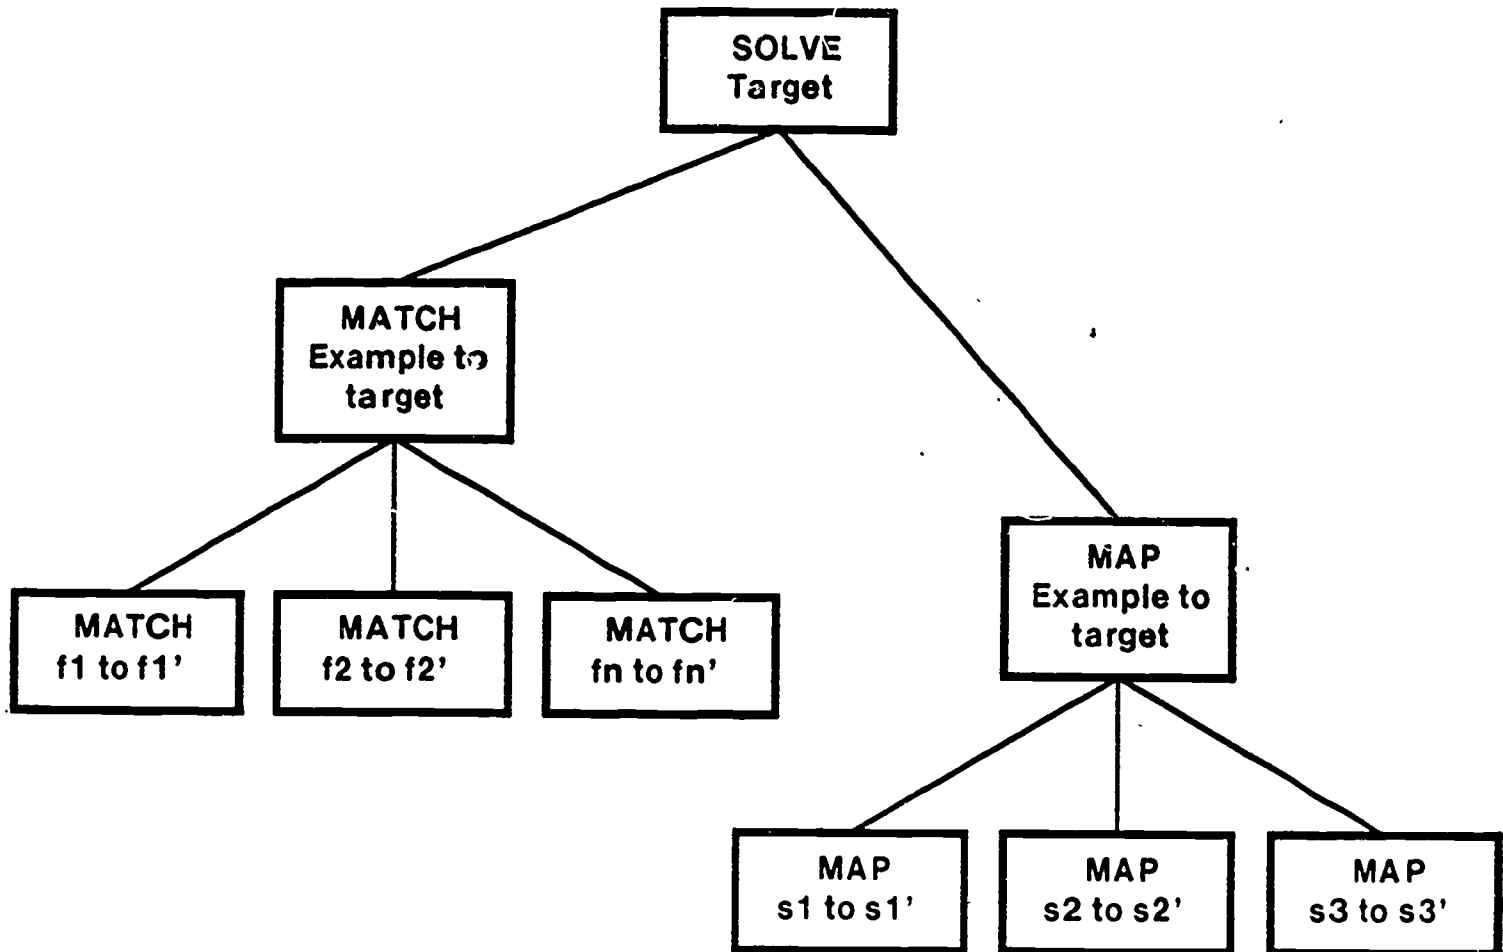 SOLVE
Target
MATCH
Example to
target
MATCH
f1 to f1'
MATCH
f2 to f2'
MATCH
fn to fn'
MAP
Example to
target
MAP
s1 to s1'
MAP
s2 to s2'
MAP
s3 to s3'